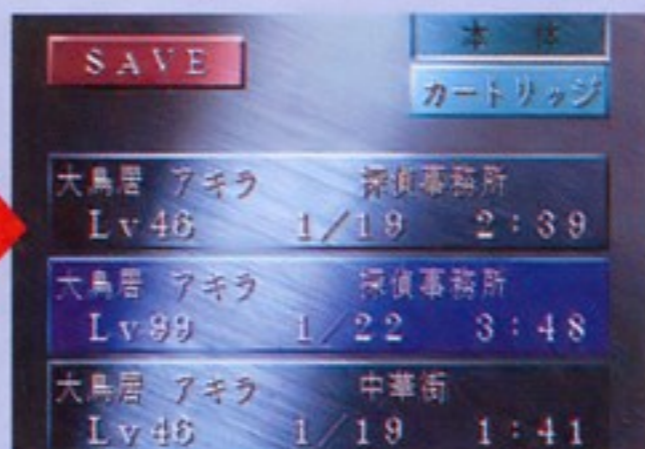 SAVE
本 体
カートリッジ
大鳥居 アキラ 探偵事務所
Lv46 1/19 2:39
大鳥居 アキラ 探偵事務所
Lv99 1/22 3:48
大鳥居 アキラ 中華街
Lv46 1/19 1:41